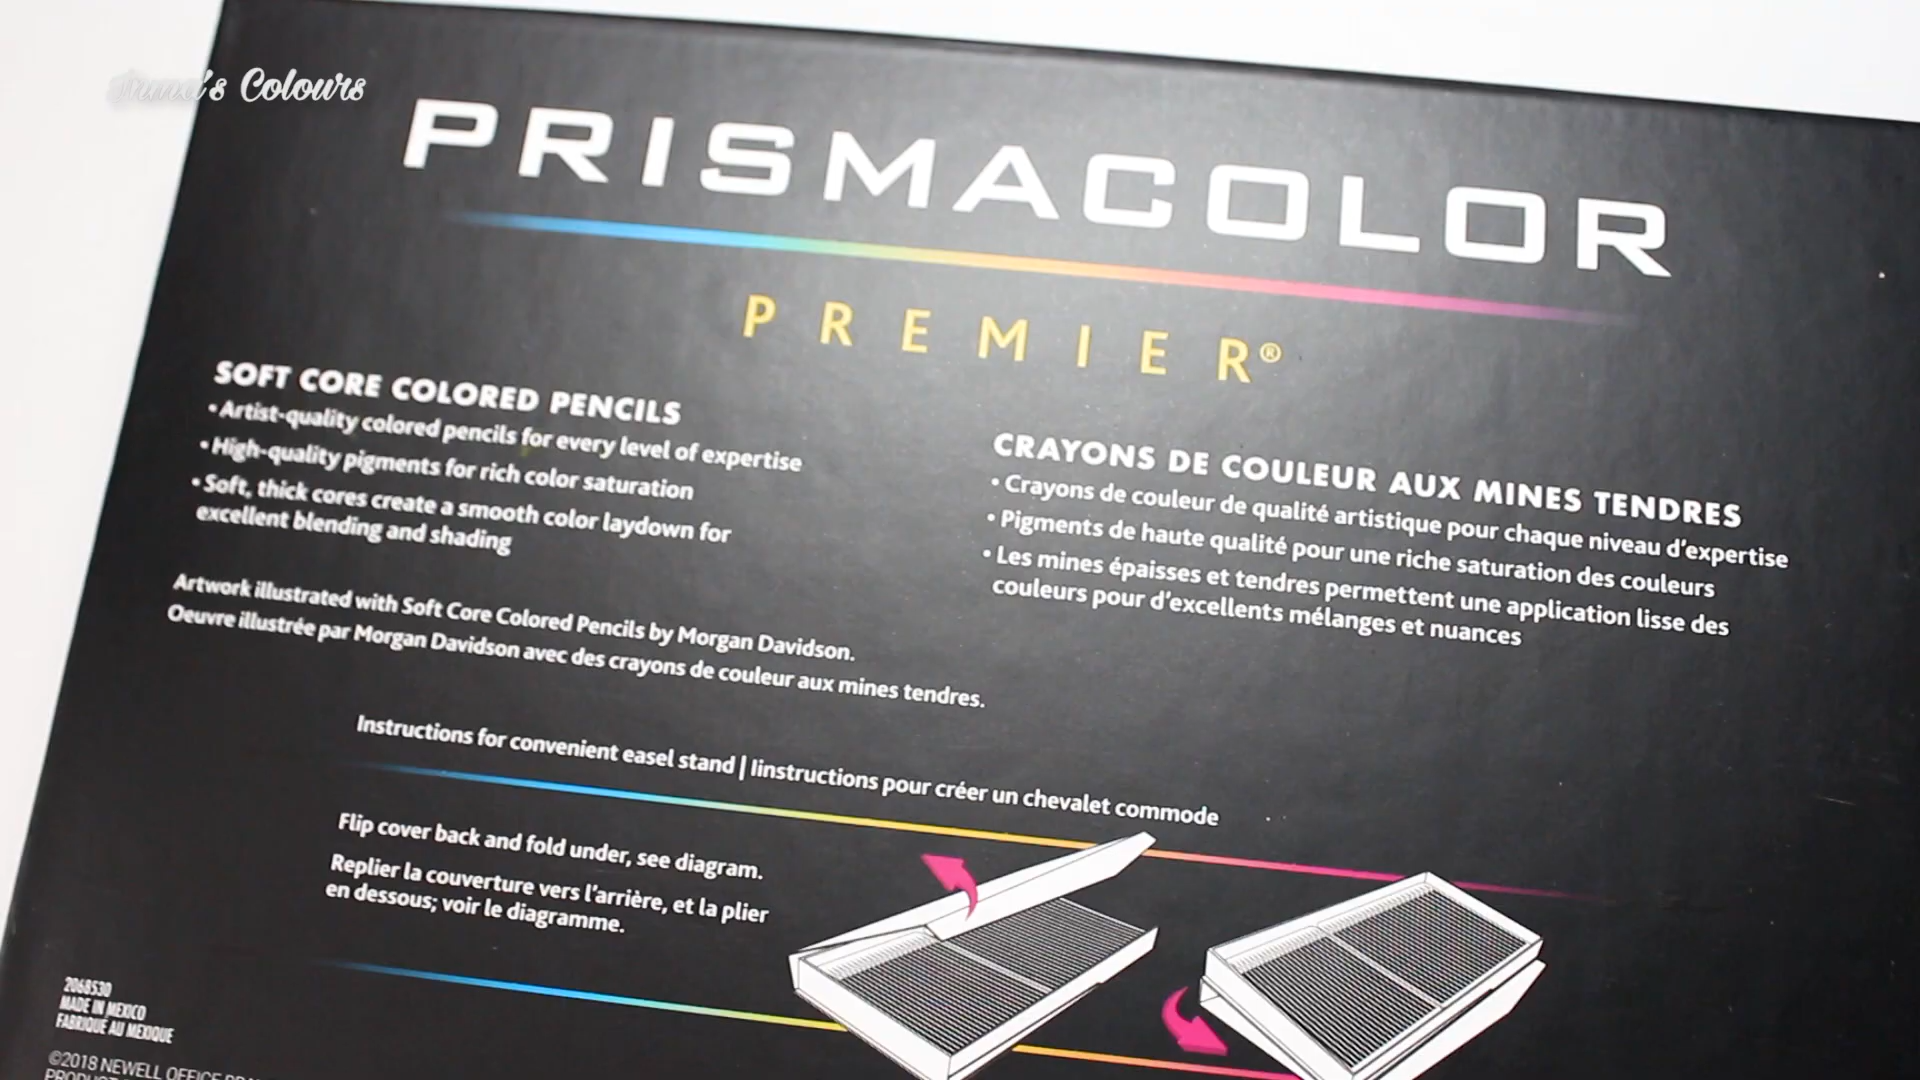 's Colours
PRISMACOLOR
PREMIER®
SOFT CORE COLORED PENCILS
• Artist-quality colored pencils for every level of expertise
• High-quality pigments for rich color saturation
• Soft, thick cores create a smooth color laydown for
excellent blending and shading
CRAYONS DE COULEUR AUX MINES TENDRES
• Crayons de couleur de qualité artistique pour chaque niveau d'expertise
• Pigments de haute qualité pour une riche saturation des couleurs
• Les mines épaisses et tendres permettent une application lisse des
couleurs pour d'excellents mélanges et nuances
Artwork illustrated with Soft Core Colored Pencils by Morgan Davidson.
Oeuvre illustrée par Morgan Davidson avec des crayons de couleur aux mines tendres.
Instructions for convenient easel stand | Iinstructions pour créer un chevalet commode
Flip cover back and fold under, see diagram.
Replier la couverture vers l'arrière, et la plier
en dessous; voir le diagramme.
2068530
MADE IN MEXICO
FABRIQUÉ AU MEXIQUE
©2018 NEWELL OFFICE